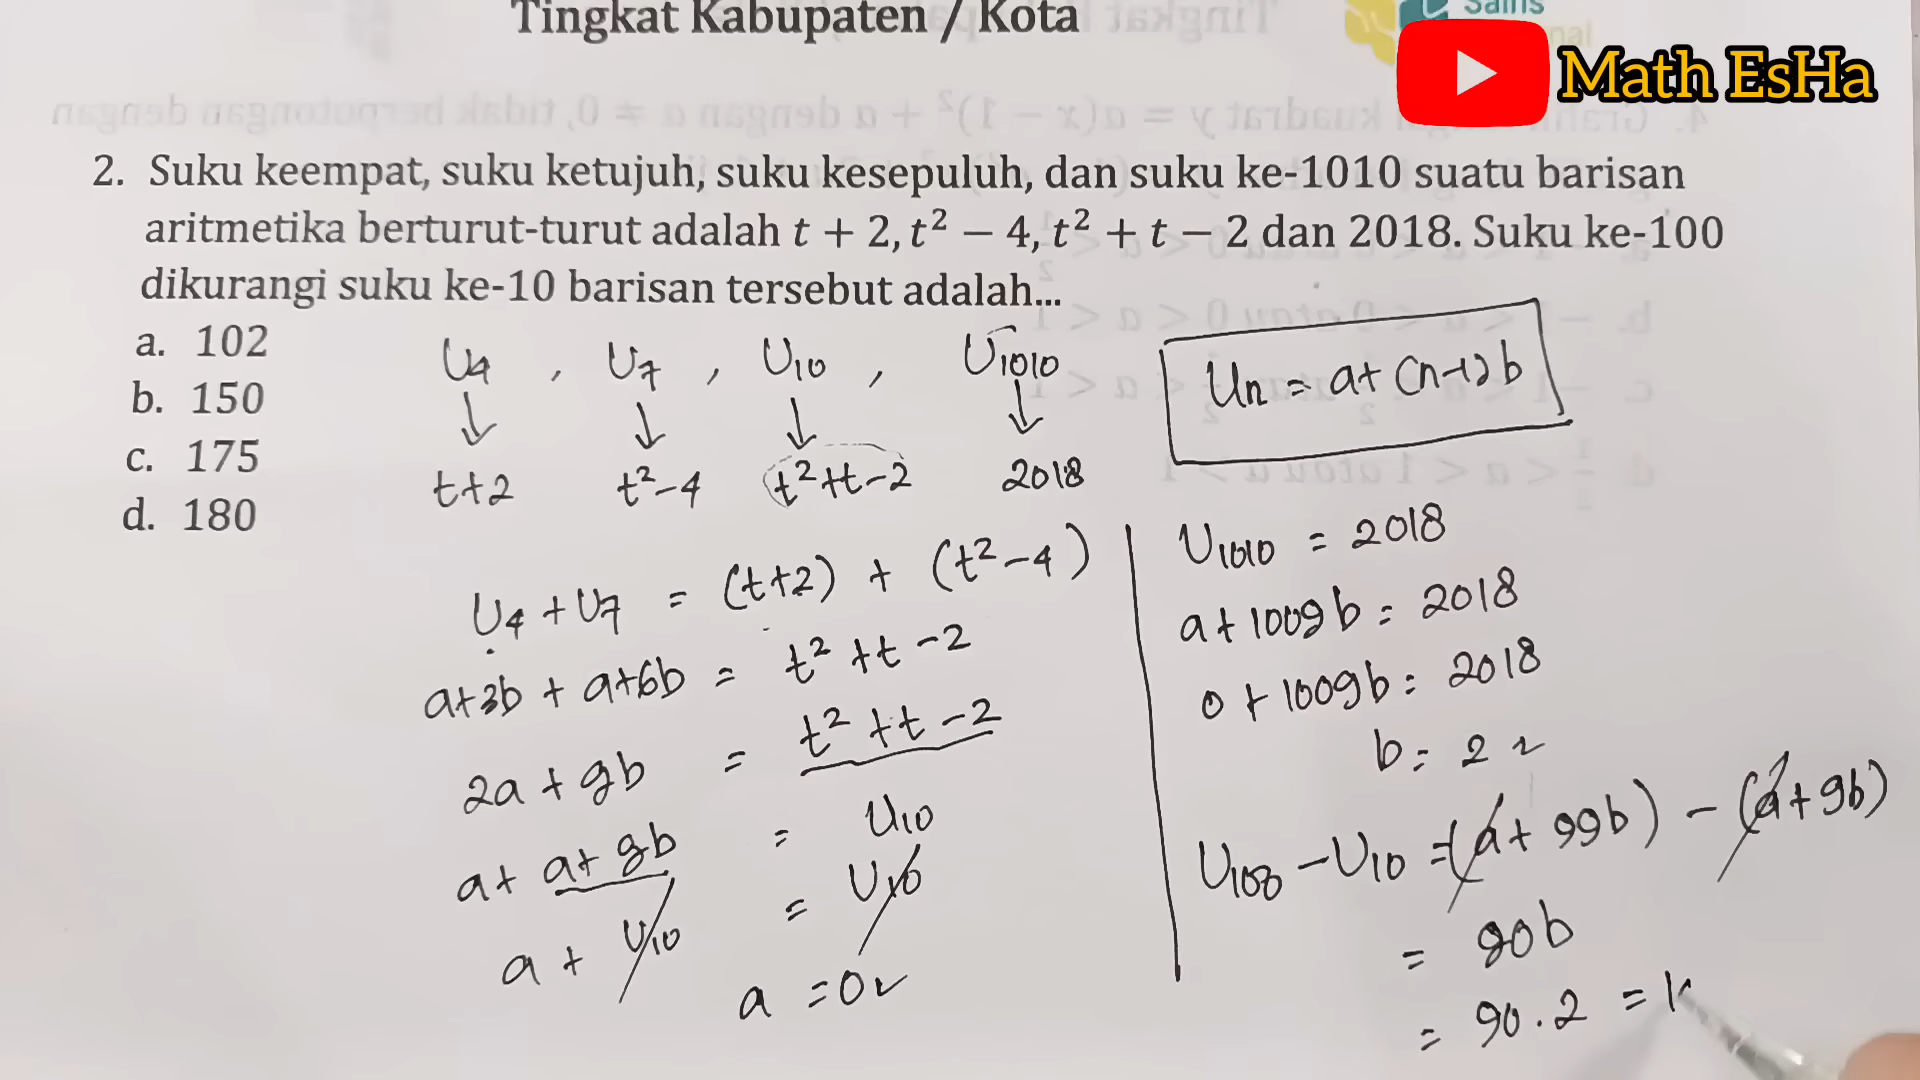 Tingkat Kabupaten / Kota
Sains
nal
Math EsHa
2. Suku keempat, suku ketujuh, suku kesepuluh, dan suku ke-1010 suatu barisan
aritmetika berturut-turut adalah t + 2, t² − 4, t² + t − 2 dan 2018. Suku ke-100
dikurangi suku ke-10 barisan tersebut adalah...
a. 102
b. 150
c. 175
d. 180
U4 , U7 , U10 , U1010
↓ ↓ ↓ ↓
t+2 t²-4 t²+t-2 2018
Un = a+(n-1)b
U4 + U7 = (t+2) + (t²-4)
a+3b + a+6b = t²+t-2
2a + 9b = t²+t-2
a + a+9b = U10
a + U10 = U10
a = 0
U1010 = 2018
a + 1009b = 2018
0 + 1009b = 2018
b = 2
U100 - U10 = (a+99b) - (a+9b)
= 90b
= 90.2 = 1